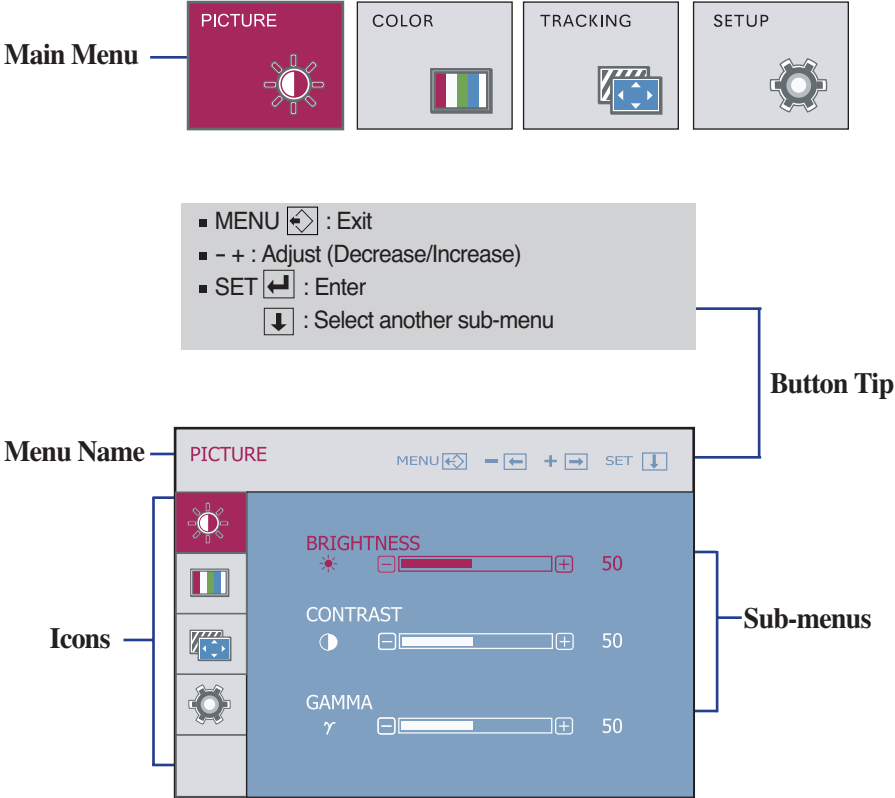 PICTURE COLOR TRACKING SETUP
Main Menu
MENU : Exit
- + : Adjust (Decrease/Increase)
SET : Enter
: Select another sub-menu
Button Tip
Menu Name PICTURE MENU - + SET
BRIGHTNESS
50
CONTRAST
50
Icons
Sub-menus
GAMMA
γ 50